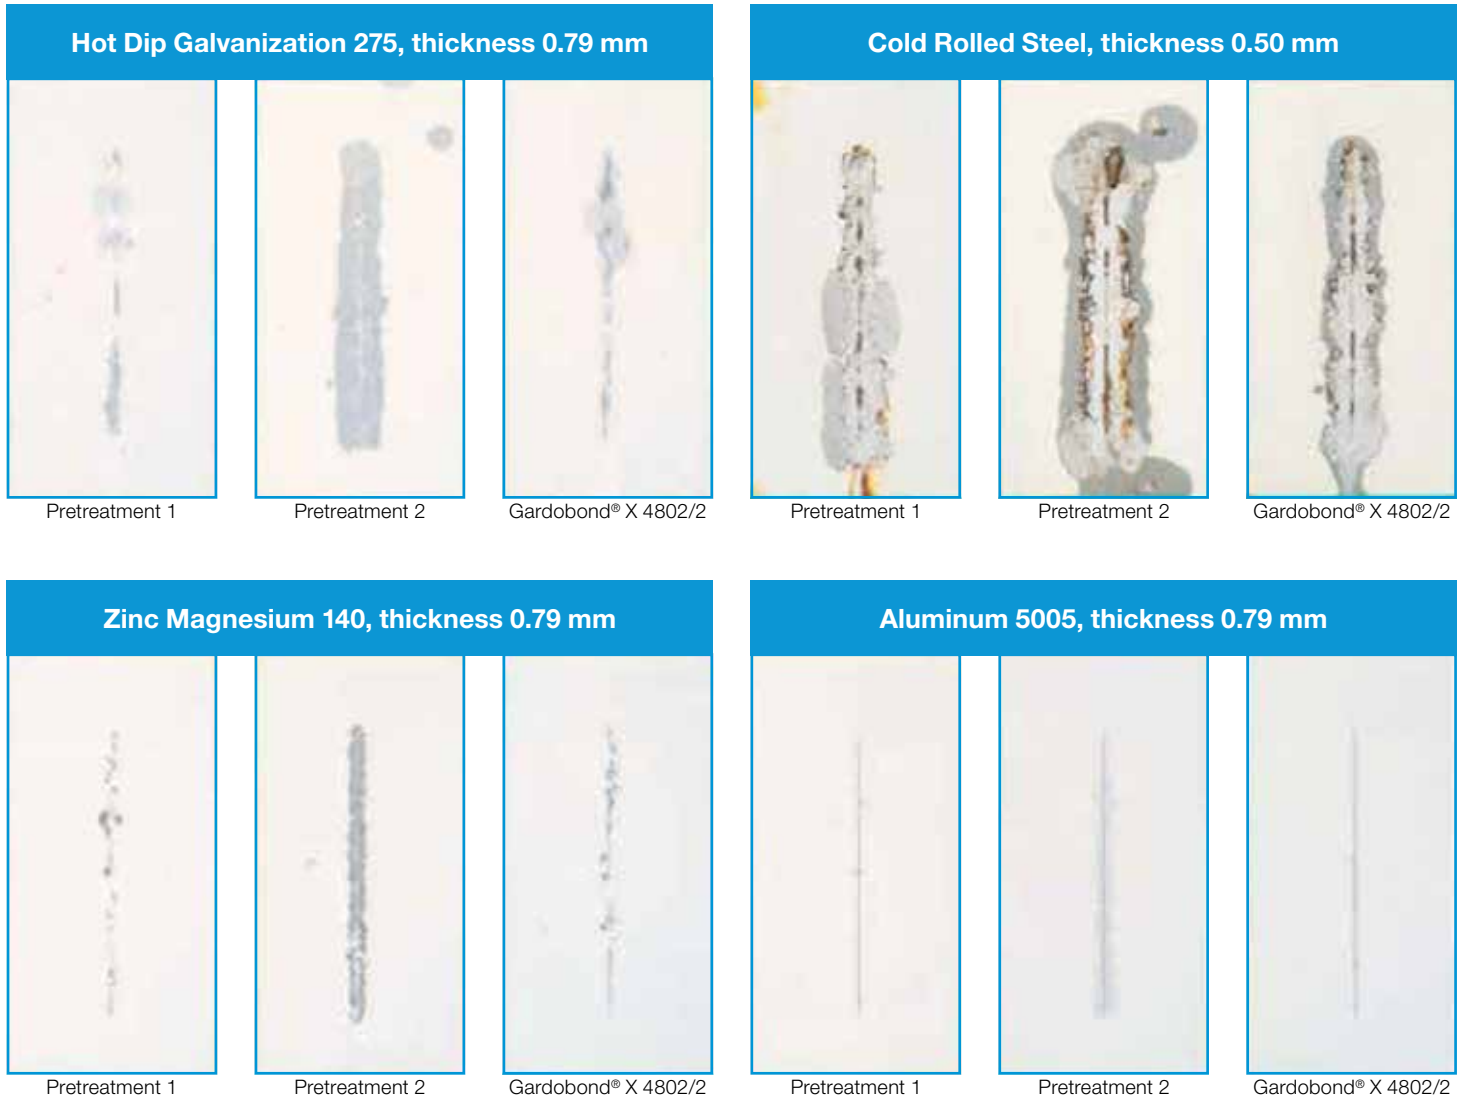 Hot Dip Galvanization 275, thickness 0.79 mm
Pretreatment 1
Pretreatment 2
Gardobond® X 4802/2
Cold Rolled Steel, thickness 0.50 mm
Pretreatment 1
Pretreatment 2
Gardobond® X 4802/2
Zinc Magnesium 140, thickness 0.79 mm
Pretreatment 1
Pretreatment 2
Gardobond® X 4802/2
Aluminum 5005, thickness 0.79 mm
Pretreatment 1
Pretreatment 2
Gardobond® X 4802/2